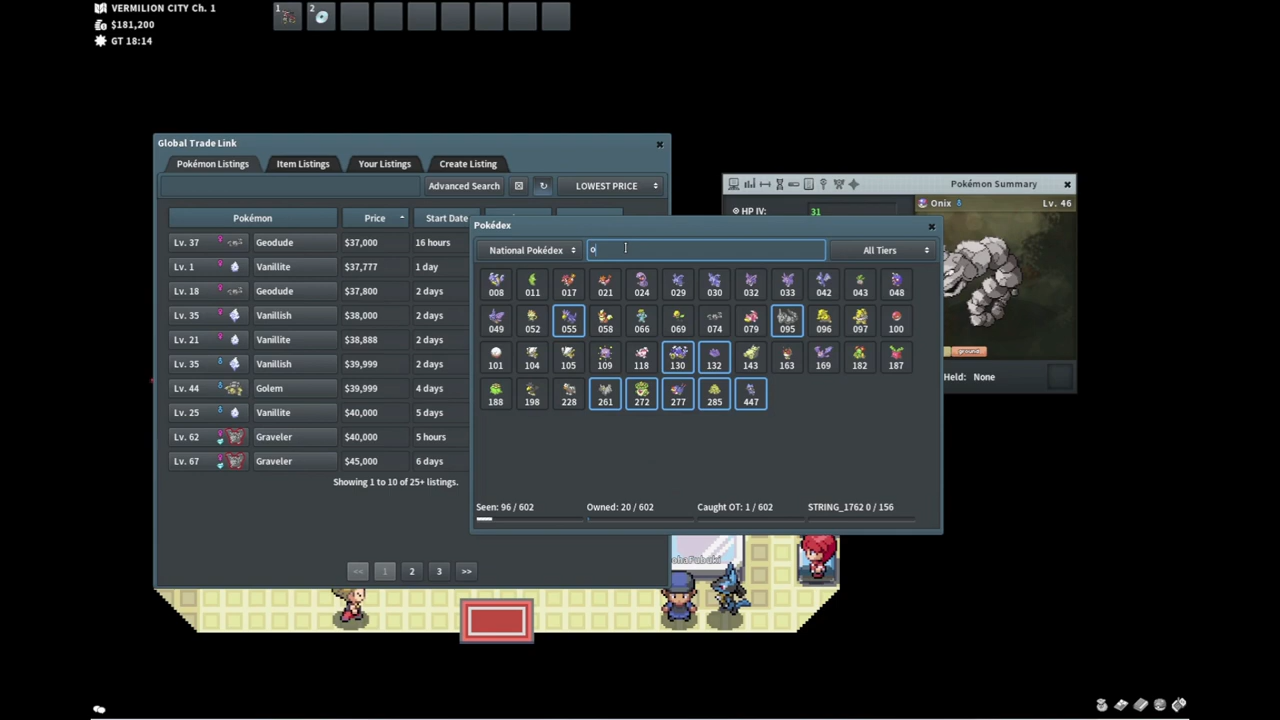 VERMILION CITY Ch. 1
$181,200
GT 18:14
1
2
Global Trade Link
Pokémon Listings
Item Listings
Your Listings
Create Listing
Advanced Search
LOWEST PRICE
Pokémon
Price
Start Date
Lv. 37 Geodude $37,000 16 hours
Lv. 1 Vanillite $37,777 1 day
Lv. 18 Geodude $37,800 2 days
Lv. 35 Vanillish $38,000 2 days
Lv. 21 Vanillite $38,888 2 days
Lv. 35 Vanillish $39,999 2 days
Lv. 44 Golem $39,999 4 days
Lv. 25 Vanillite $40,000 5 days
Lv. 62 Graveler $40,000 5 hours
Lv. 67 Graveler $45,000 6 days
Showing 1 to 10 of 25+ listings.
<< 1 2 3 >>
Pokémon Summary
HP IV: 31
Onix
Lv. 46
ground
Held: None
Pokédex
National Pokédex
o
All Tiers
008 011 017 021 024 029 030 032 033 042 043 048
049 052 055 058 066 069 074 079 095 096 097 100
101 104 105 109 118 130 132 143 163 169 182 187
188 198 228 261 272 277 285 447
Seen: 96 / 602
Owned: 20 / 602
Caught OT: 1 / 602
STRING_1762 0 / 156